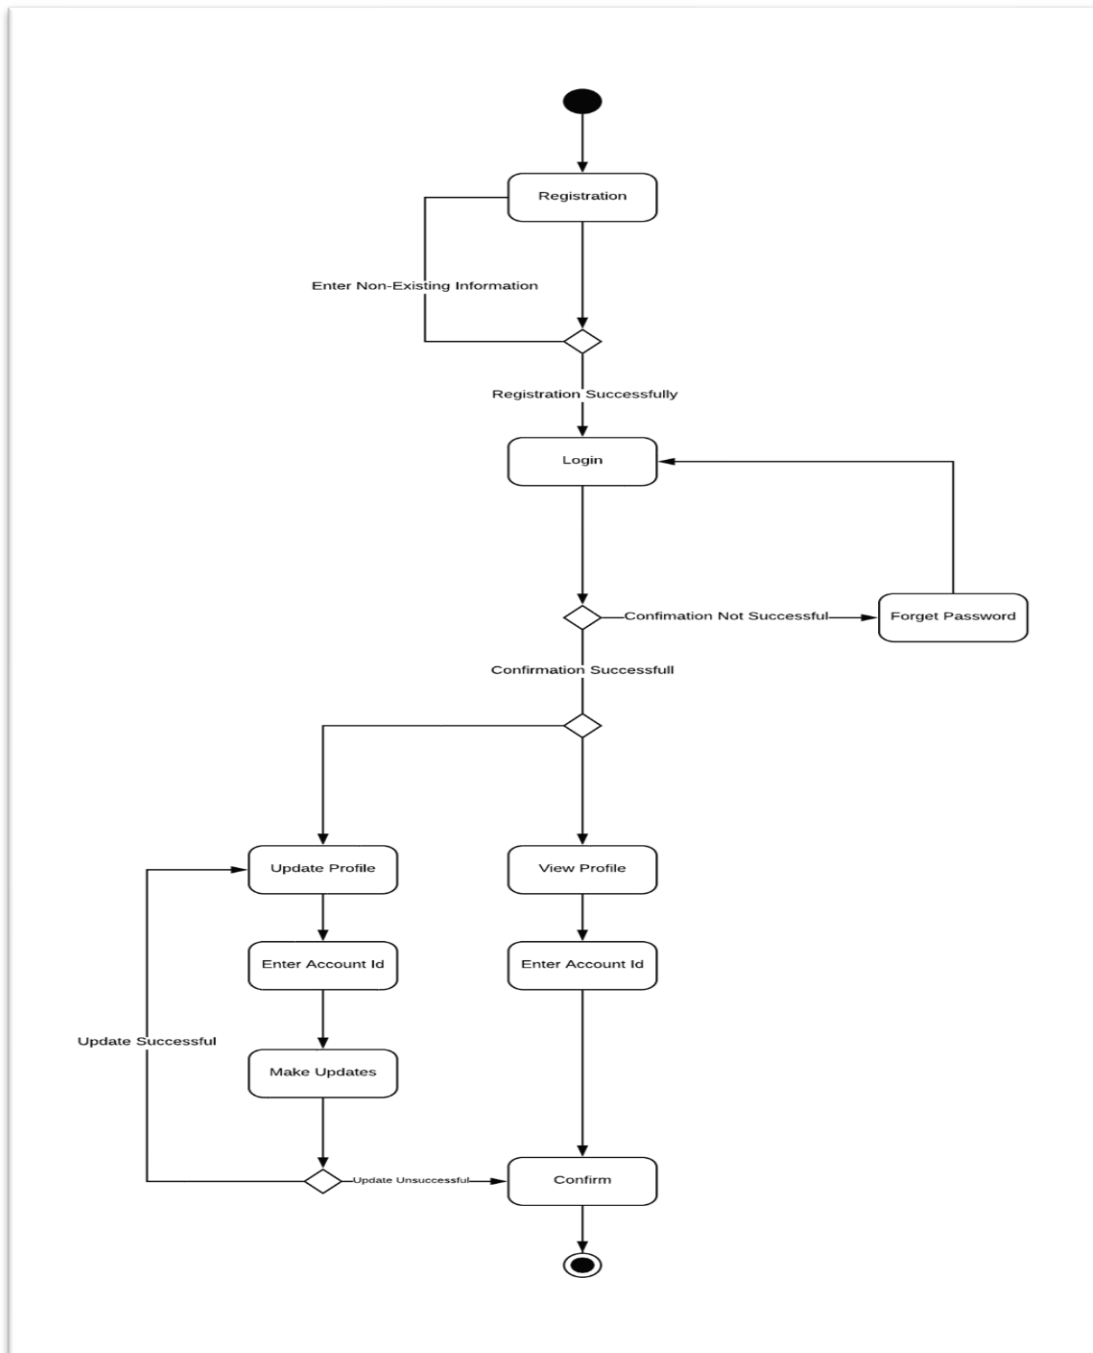 Registration
Enter Non-Existing Information
Registration Successfully
Login
Confimation Not Successful
Forget Password
Confirmation Successfull
Update Profile
View Profile
Enter Account Id
Enter Account Id
Update Successful
Make Updates
Update Unsuccessful
Confirm